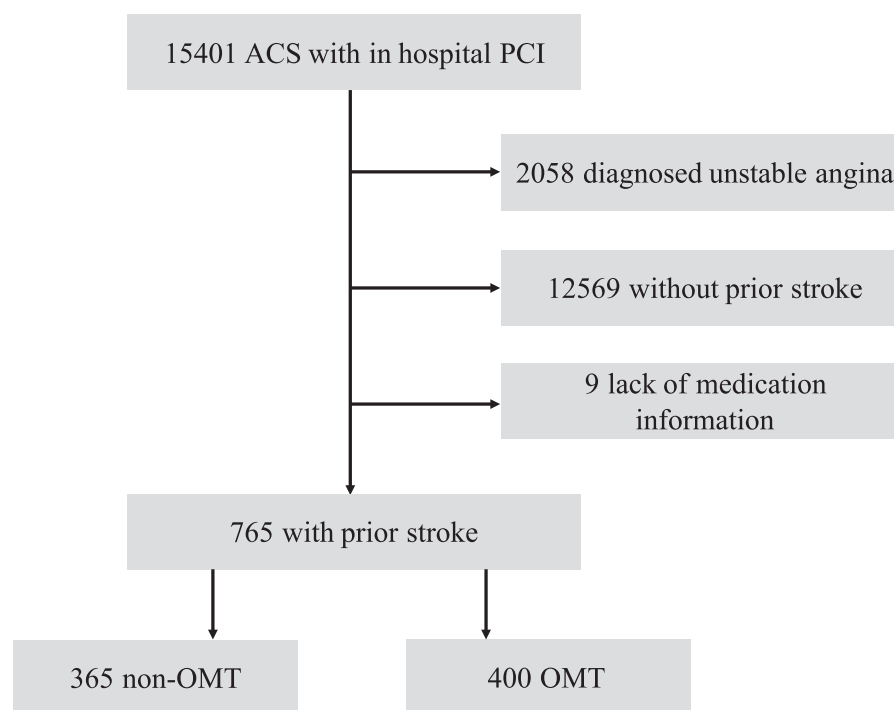 15401 ACS with in hospital PCI
2058 diagnosed unstable angina
12569 without prior stroke
9 lack of medication
information
765 with prior stroke
365 non-OMT
400 OMT